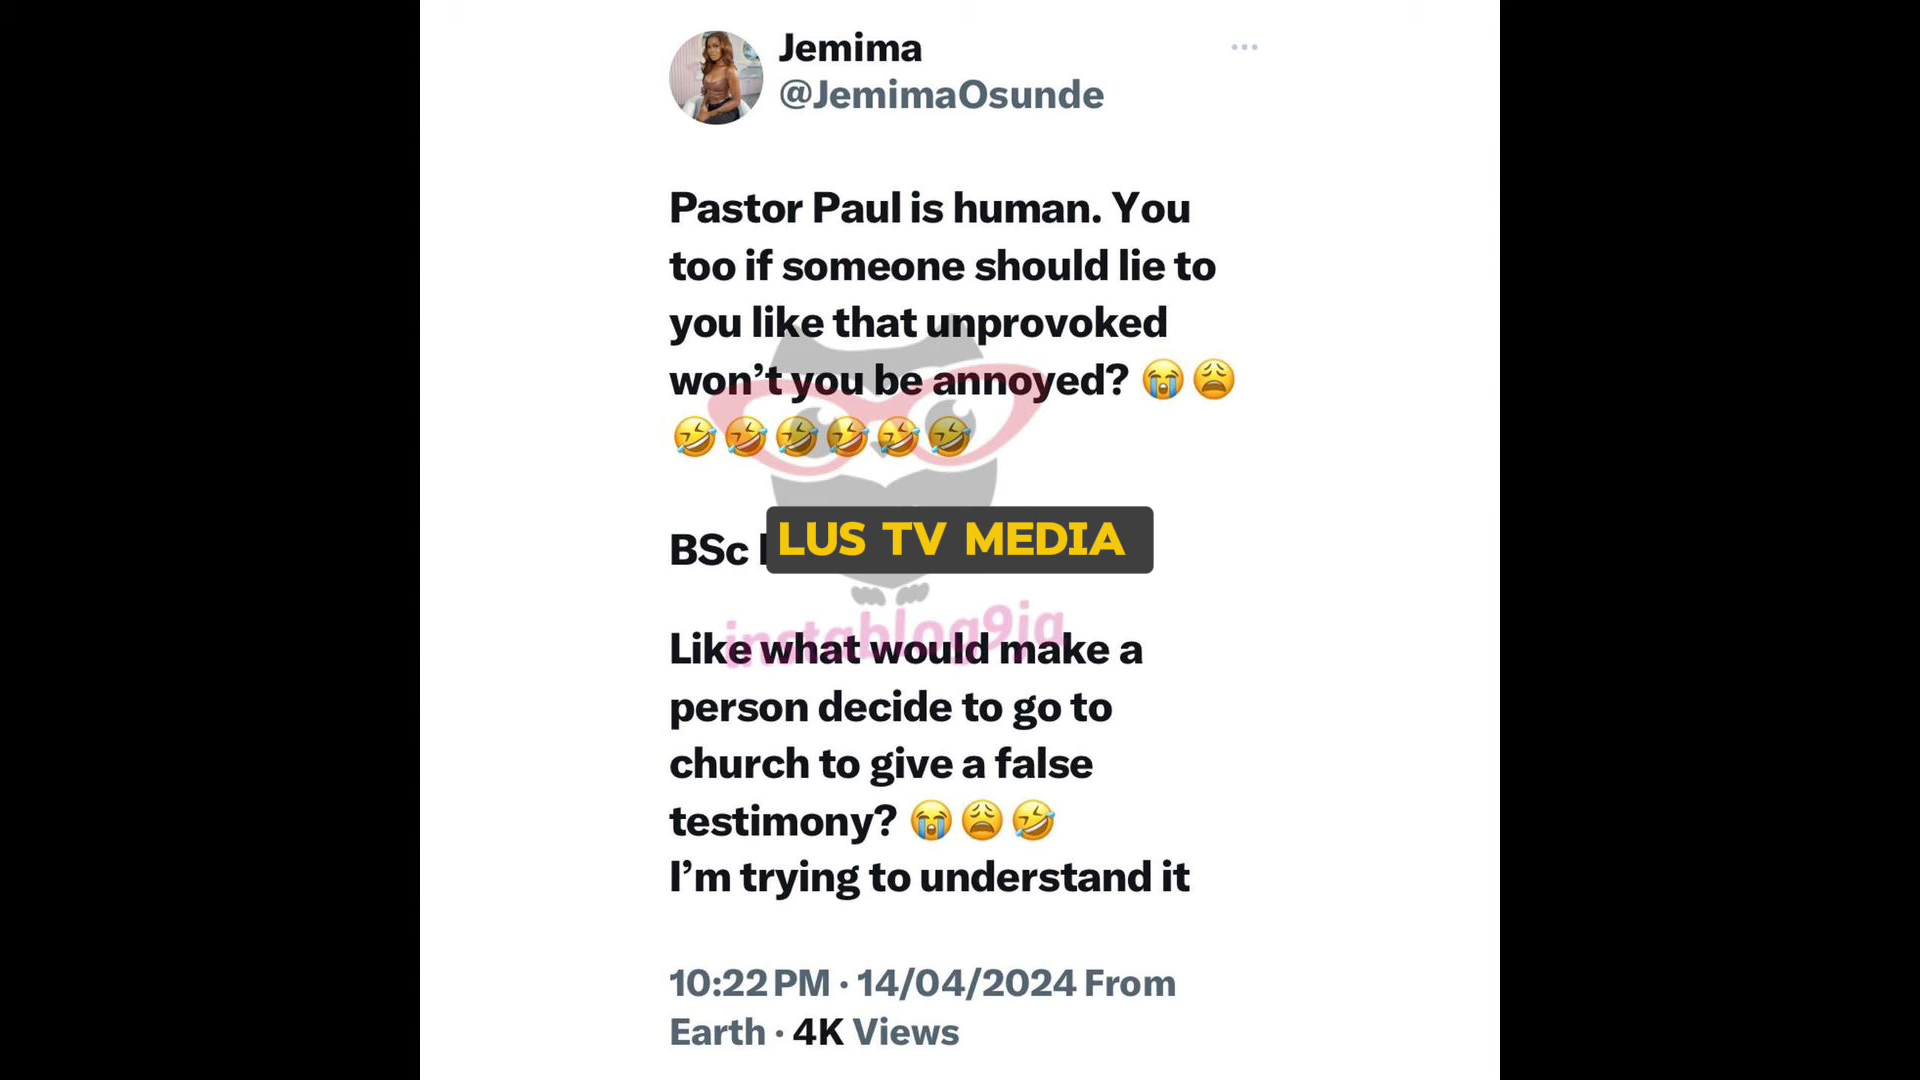 Jemima
@JemimaOsunde
Pastor Paul is human. You
too if someone should lie to
you like that unprovoked
won’t you be annoyed? 😭😩
🤣🤣🤣🤣🤣🤣
BSc
LUS TV MEDIA
instablog9ja
Like what would make a
person decide to go to
church to give a false
testimony? 😭😩🤣
I’m trying to understand it
10:22 PM · 14/04/2024 From
Earth · 4K Views